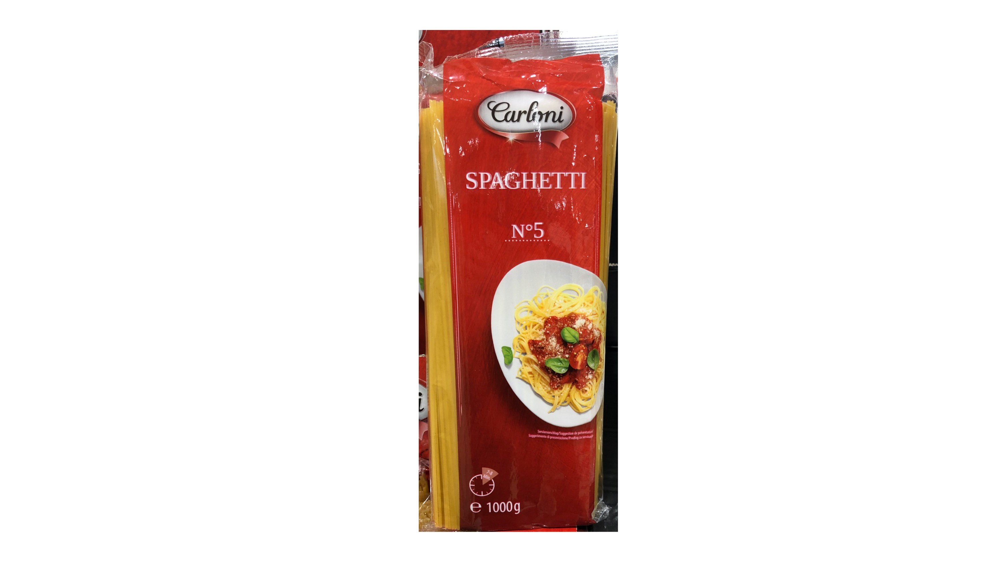 Carloni
SPAGHETTI
N°5
Serviervorschlag/Suggestion de présentation/
Suggerimento di presentazione/Predlog za serviranje
7-8
Min.
e 1000g
i